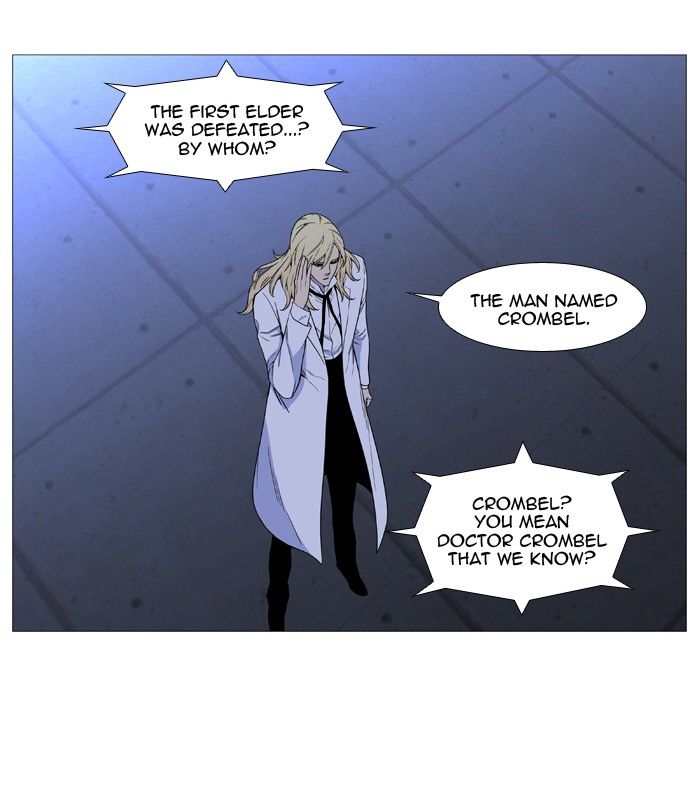 THE FIRST ELDER
WAS DEFEATED...?
BY WHOM?
THE MAN NAMED
CROMBEL.
CROMBEL?
YOU MEAN
DOCTOR CROMBEL
THAT WE KNOW?